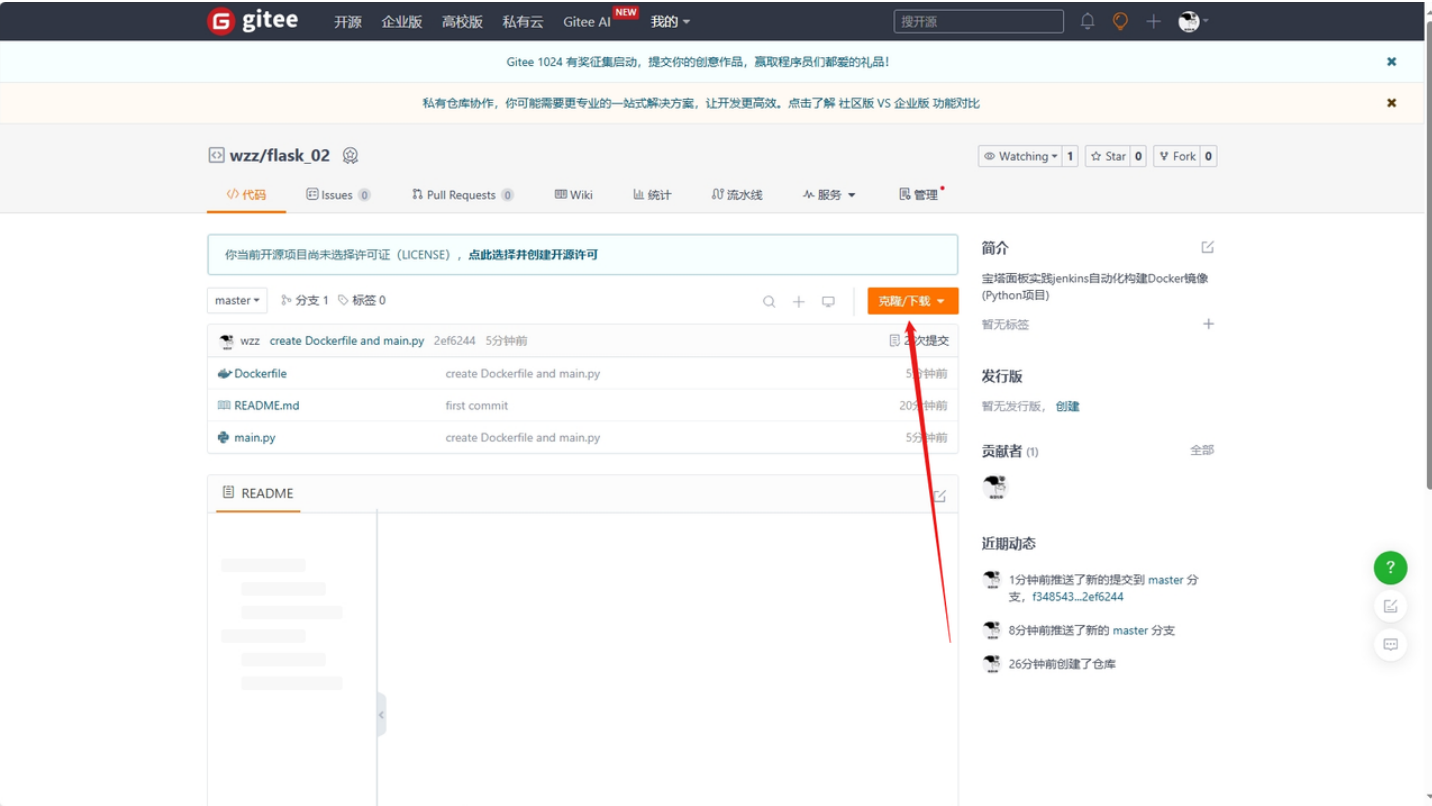 gitee 开源 企业版 高校版 私有云 Gitee AI NEW 我的 搜开源
Gitee 1024 有奖征集启动，提交你的创意作品，赢取程序员们都爱的礼品！
私有仓库协作，你可能需要更专业的一站式解决方案，让开发更高效。点击了解 社区版 VS 企业版 功能对比
wzz/flask_02 Watching 1 Star 0 Fork 0
代码 Issues 0 Pull Requests 0 Wiki 统计 流水线 服务 管理
你当前开源项目尚未选择许可证（LICENSE），点此选择并创建开源许可
master 分支 1 标签 0 克隆/下载
wzz create Dockerfile and main.py 2ef6244 5分钟前 次提交
Dockerfile create Dockerfile and main.py 5分钟前
README.md first commit 20分钟前
main.py create Dockerfile and main.py 5分钟前
README
简介
宝塔面板实践jenkins自动化构建Docker镜像
(Python项目)
暂无标签
发行版
暂无发行版， 创建
贡献者 (1) 全部
近期动态
1分钟前推送了新的提交到 master 分
支，f348543...2ef6244
8分钟前推送了新的 master 分支
26分钟前创建了仓库
?